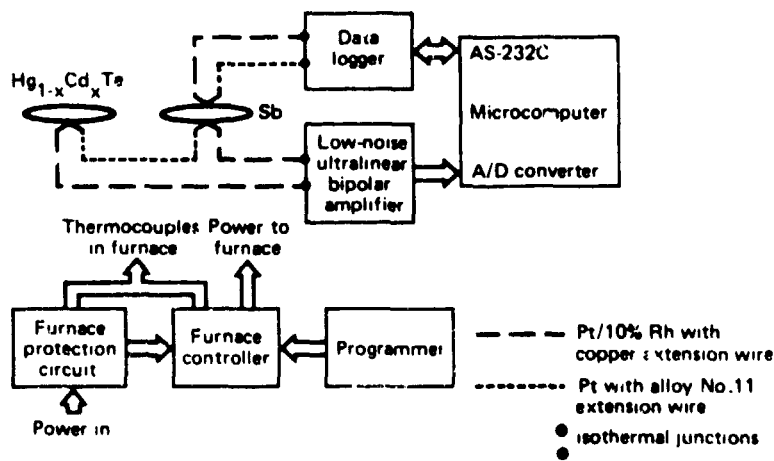 Data
logger
AS-232C
Hg1-xCdxTe
Sb
Microcomputer
Low-noise
ultralinear
bipolar
amplifier
A/D converter
Thermocouples
in furnace
Power to
furnace
Furnace
protection
circuit
Furnace
controller
Programmer
Power in
Pt/10% Rh with
copper extension wire
Pt with alloy No.11
extension wire
isothermal junctions